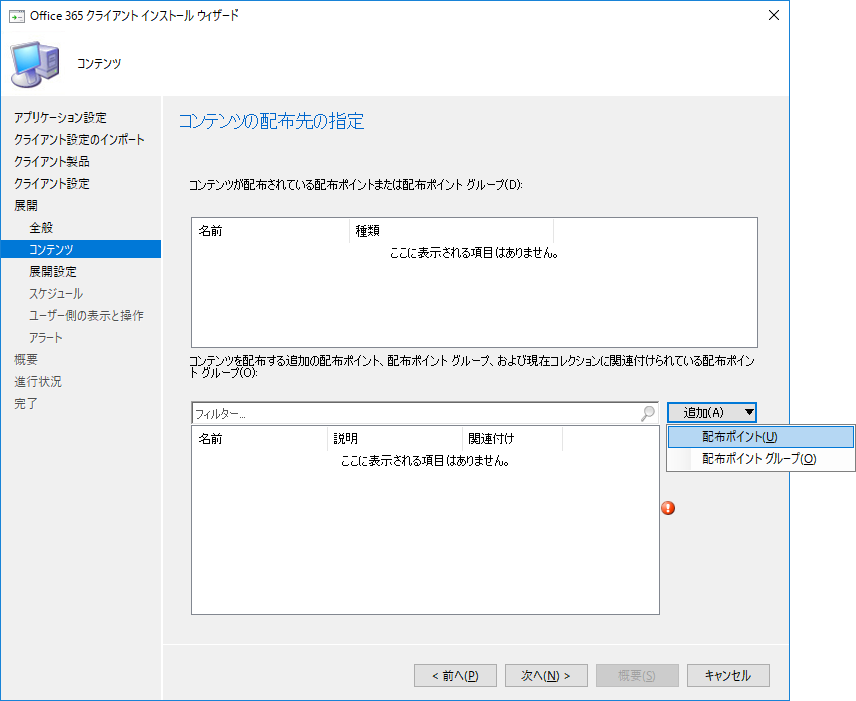 Office 365 クライアント インストール ウィザード
コンテンツ
アプリケーション設定
クライアント設定のインポート
クライアント製品
クライアント設定
展開
全般
コンテンツ
展開設定
スケジュール
ユーザー側の表示と操作
アラート
概要
進行状況
完了
コンテンツの配布先の指定
コンテンツが配布されている配布ポイントまたは配布ポイント グループ(D):
名前 種類
ここに表示される項目はありません。
コンテンツを配布する追加の配布ポイント、配布ポイント グループ、および現在コレクションに関連付けられている配布ポイン
ト グループ(O):
フィルター...
追加(A)
配布ポイント(U)
配布ポイント グループ(O)
名前 説明 関連付け
ここに表示される項目はありません。
< 前へ(P) 次へ(N) > 概要(S) キャンセル